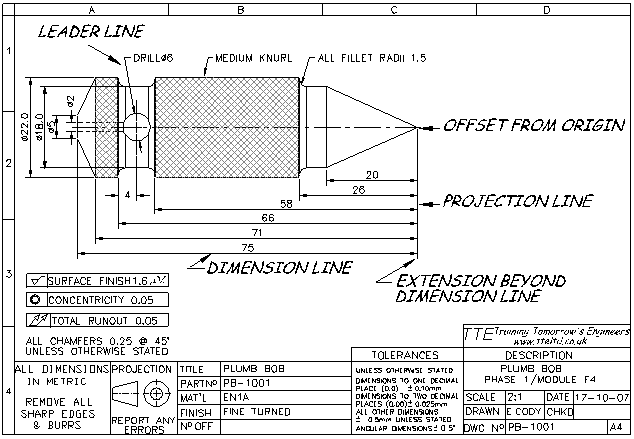 A B C D
1
LEADER LINE
DRILLØ6
MEDIUM KNURL
ALL FILLET RADII 1.5
Ø22.0
Ø18.0
Ø5
Ø2
OFFSET FROM ORIGIN
2
20
4
26
58
PROJECTION LINE
66
71
75
DIMENSION LINE
EXTENSION BEYOND
DIMENSION LINE
3
SURFACE FINISH1.6
CONCENTRICITY 0.05
TOTAL RUNOUT 0.05
ALL CHAMFERS 0.25 @ 45°
UNLESS OTHERWISE STATED
TTE Training Tomorrow's Engineers
www.tteltd.co.uk
4
ALL DIMENSIONS
IN METRIC
REMOVE ALL
SHARP EDGES
& BURRS
PROJECTION
REPORT ANY
ERRORS
TITLE PLUMB BOB
PARTNº PB-1001
MAT'L EN1A
FINISH FINE TURNED
Nº OFF
TOLERANCES
UNLESS OTHERWISE STATED
DIMENSIONS TO ONE DECIMAL
PLACE (0.0) ± 0.10mm
DIMENSIONS TO TWO DECIMAL
PLACES (0.00)± 0.025mm
ALL OTHER DIMENSIONS
± 0.5mm UNLESS STATED
ANGULAR DIMENSIONS± 0.5°
DESCRIPTION
PLUMB BOB
PHASE 1/MODULE F4
SCALE 2:1 DATE 17-10-07
DRAWN E CODY CHKD
DWG Nº PB-1001 A4